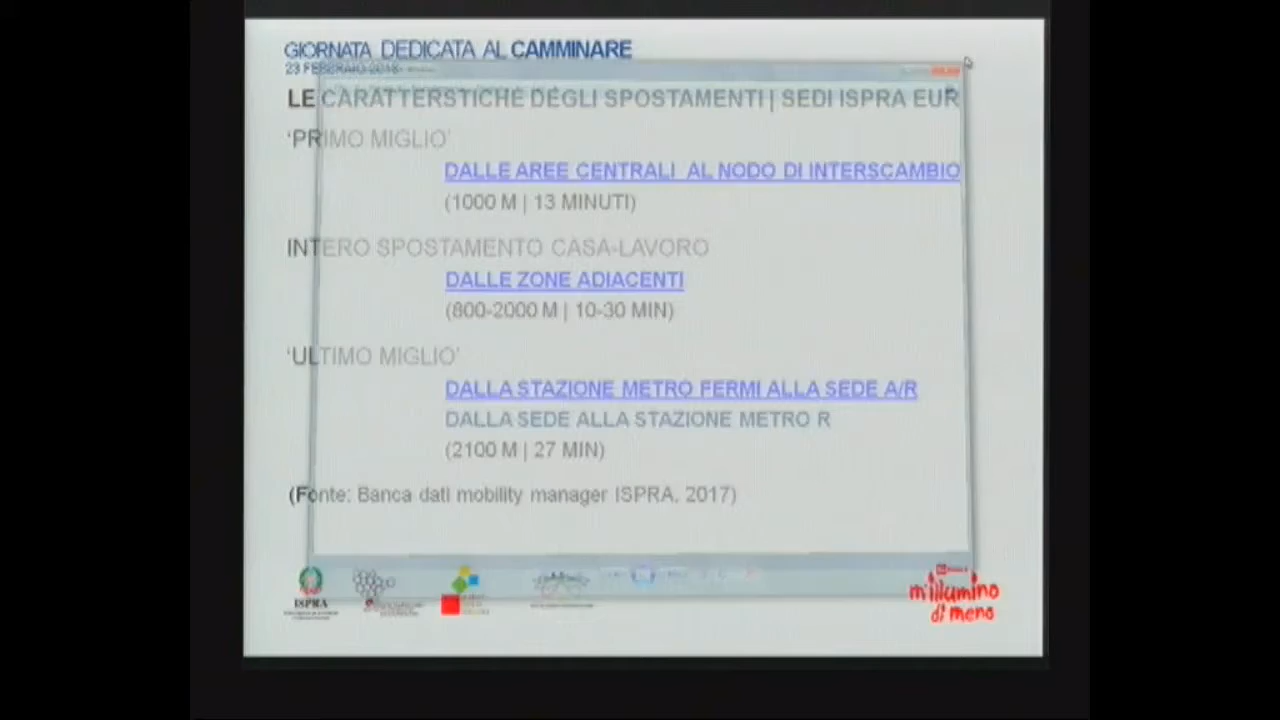 GIORNATA DEDICATA AL CAMMINARE
23 FEBBRAIO 2018
LE CARATTERSTICHE DEGLI SPOSTAMENTI | SEDI ISPRA EUR
‘PRIMO MIGLIO’
DALLE AREE CENTRALI AL NODO DI INTERSCAMBIO
(1000 M | 13 MINUTI)
INTERO SPOSTAMENTO CASA-LAVORO
DALLE ZONE ADIACENTI
(800-2000 M | 10-30 MIN)
‘ULTIMO MIGLIO’
DALLA STAZIONE METRO FERMI ALLA SEDE A/R
DALLA SEDE ALLA STAZIONE METRO R
(2100 M | 27 MIN)
(Fonte: Banca dati mobility manager ISPRA, 2017)
ISPRA
m'illumino
di meno